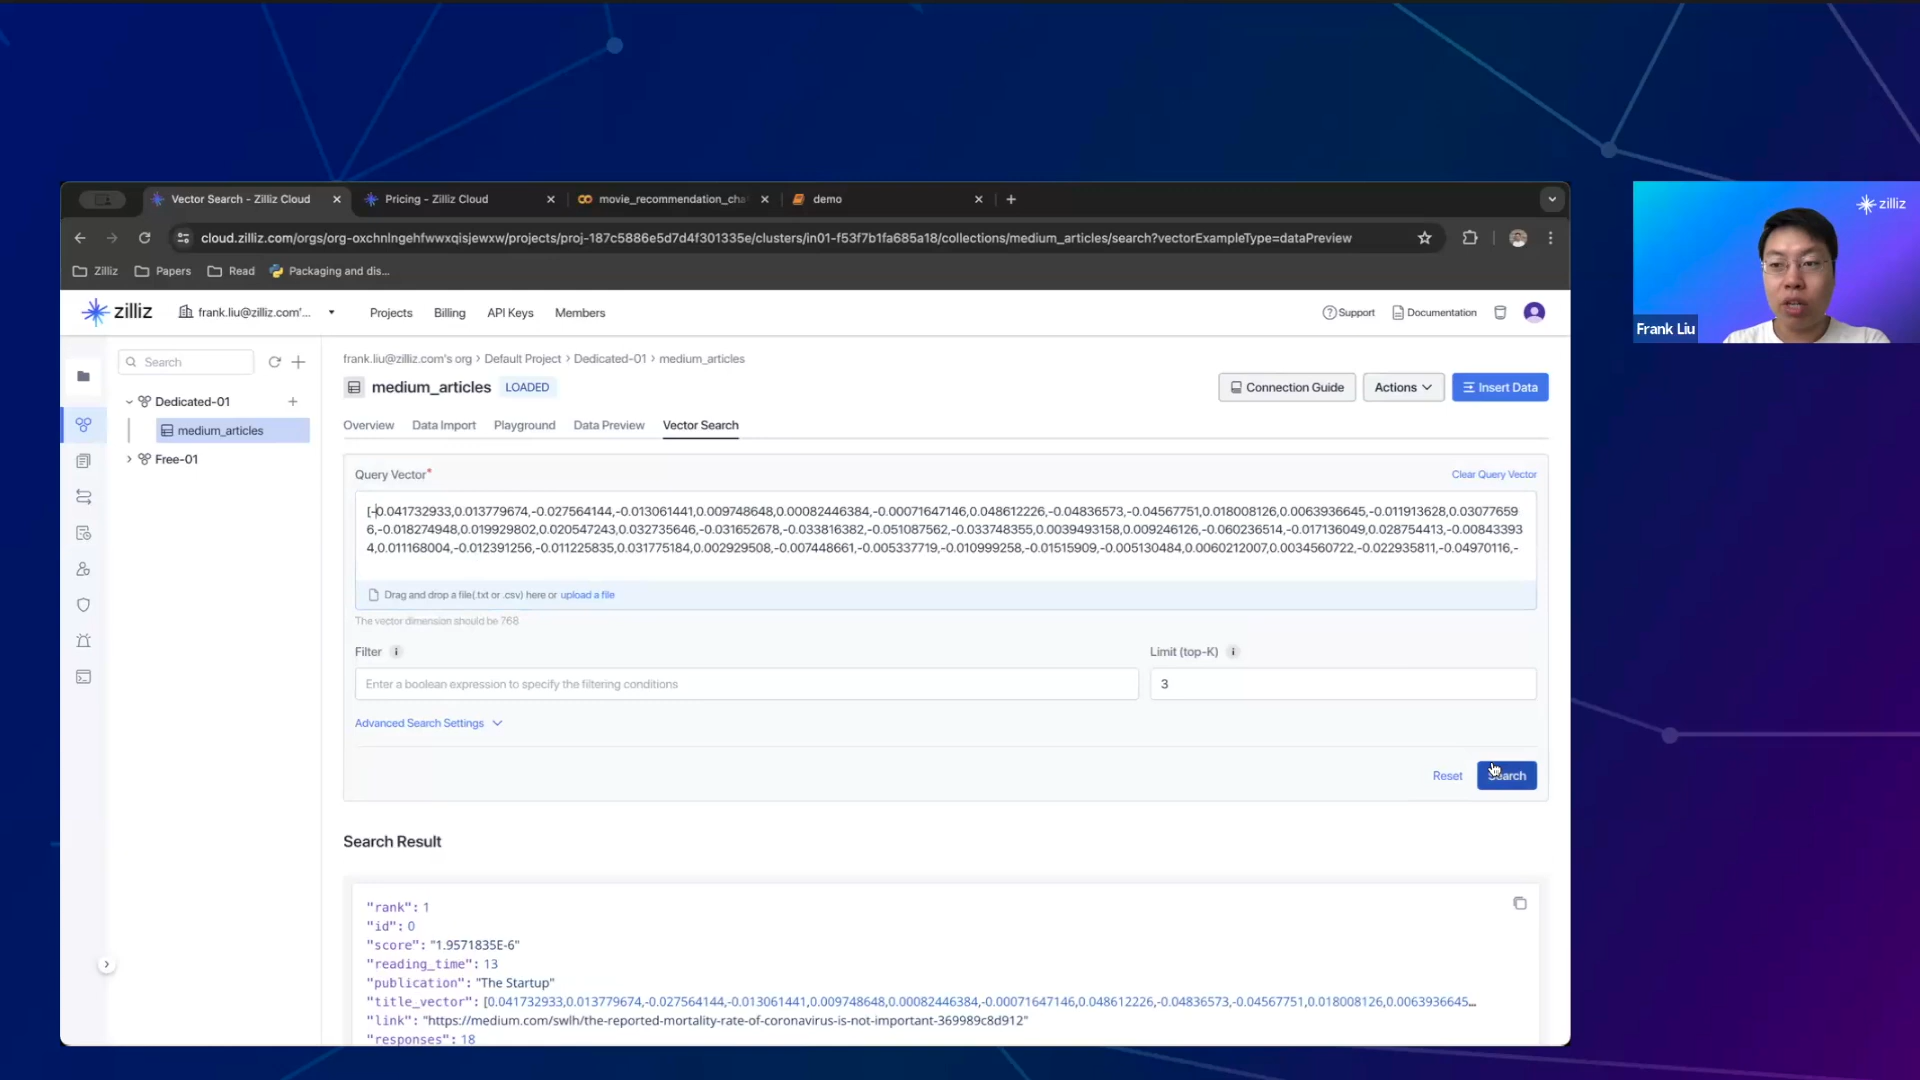 Vector Search - Zilliz Cloud
Pricing - Zilliz Cloud
movie_recommendation_cha
demo
cloud.zilliz.com/orgs/org-oxchnlngehfwwxqisjewxw/projects/proj-187c5886e5d7d4f301335e/clusters/in01-f53f7b1fa685a18/collections/medium_articles/search?vectorExampleType=dataPreview
Zilliz
Papers
Read
Packaging and dis...
zilliz
frank.liu@zilliz.com'...
Projects
Billing
API Keys
Members
Support
Documentation
zilliz
Frank Liu
Search
Dedicated-01
medium_articles
Free-01
frank.liu@zilliz.com's org > Default Project > Dedicated-01 > medium_articles
medium_articles LOADED
Connection Guide
Actions
Insert Data
Overview
Data Import
Playground
Data Preview
Vector Search
Query Vector*
Clear Query Vector
[-0.041732933,0.013779674,-0.027564144,-0.013061441,0.009748648,0.00082446384,-0.00071647146,0.048612226,-0.04836573,-0.04567751,0.018008126,0.0063936645,-0.011913628,0.03077659
6,-0.018274948,0.019929802,0.020547243,0.032735646,-0.031652678,-0.033816382,-0.051087562,-0.033748355,0.0039493158,0.009246126,-0.060236514,-0.017136049,0.028754413,-0.00843393
4,0.011168004,-0.012391256,-0.011225835,0.031775184,0.002929508,-0.007448661,-0.005337719,-0.010999258,-0.01515909,-0.005130484,0.0060212007,0.0034560722,-0.022935811,-0.04970116,-
Drag and drop a file(.txt or .csv) here or upload a file
The vector dimension should be 768
Filter
Limit (top-K)
Enter a boolean expression to specify the filtering conditions
3
Advanced Search Settings
Reset
Search
Search Result
"rank": 1
"id": 0
"score": "1.9571835E-6"
"reading_time": 13
"publication": "The Startup"
"title_vector": [0.041732933,0.013779674,-0.027564144,-0.013061441,0.009748648,0.00082446384,-0.00071647146,0.048612226,-0.04836573,-0.04567751,0.018008126,0.0063936645...
"link": "https://medium.com/swlh/the-reported-mortality-rate-of-coronavirus-is-not-important-369989c8d912"
"responses": 18